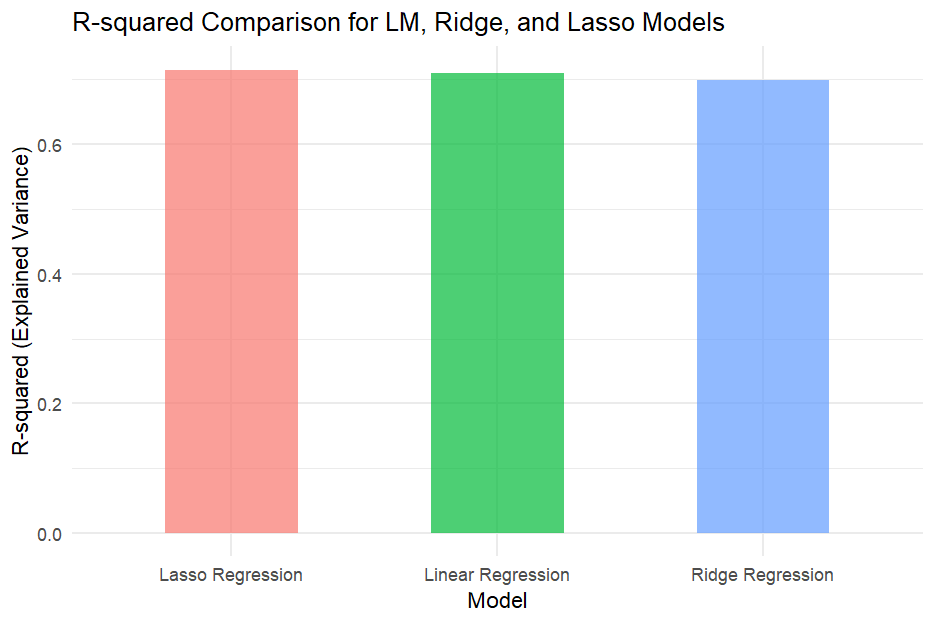 R-squared Comparison for LM, Ridge, and Lasso Models
R-squared (Explained Variance)
0.6
0.4
0.2
0.0
Lasso Regression
Linear Regression
Ridge Regression
Model